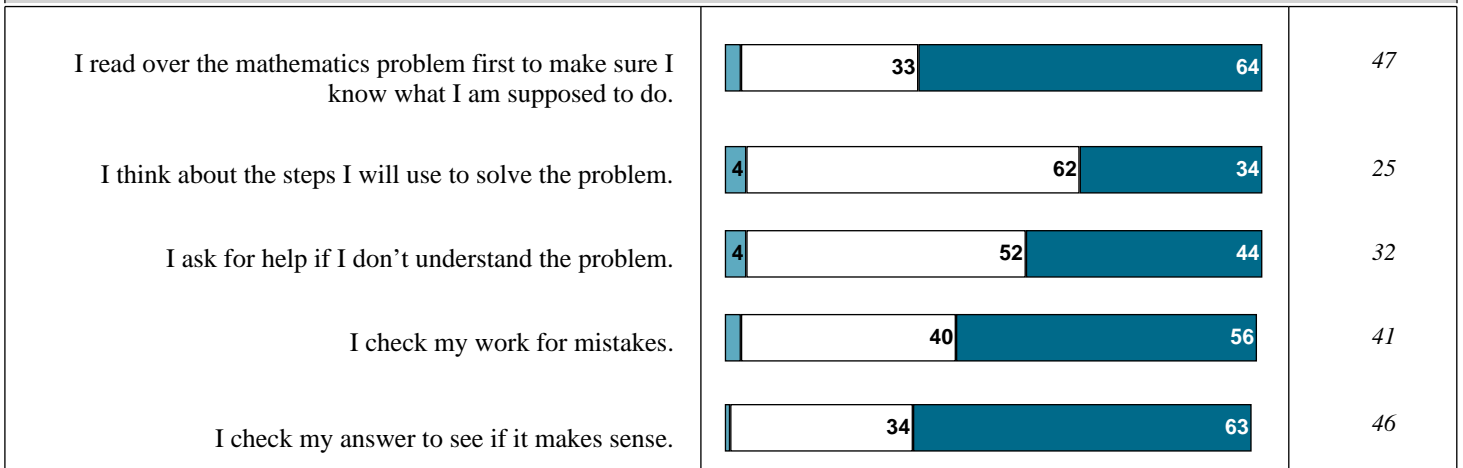 I read over the mathematics problem first to make sure I
know what I am supposed to do.
33 64 47
I think about the steps I will use to solve the problem.
4 62 34 25
I ask for help if I don’t understand the problem.
4 52 44 32
I check my work for mistakes.
40 56 41
I check my answer to see if it makes sense.
34 63 46